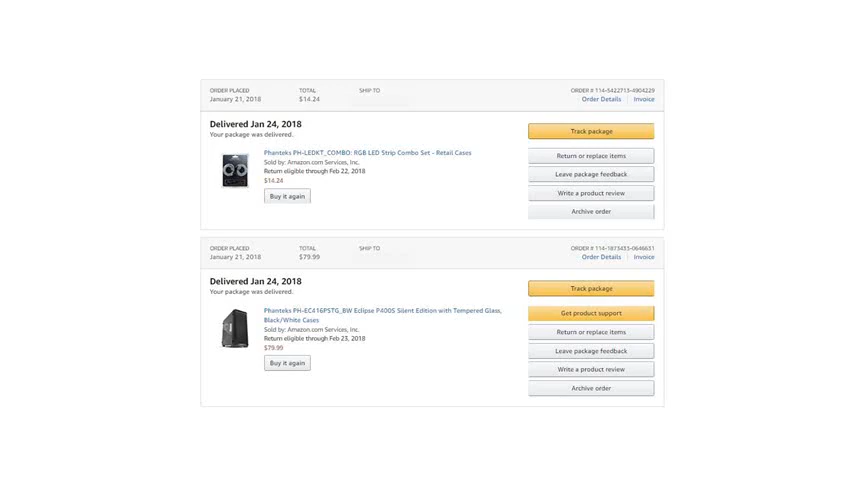 ORDER PLACED TOTAL SHIP TO ORDER # 114-5422713-4904229
January 21, 2018 $14.24 Order Details | Invoice
Delivered Jan 24, 2018
Your package was delivered.
Track package
Phanteks PH-LEDKT_COMBO: RGB LED Strip Combo Set - Retail Cases
Sold by: Amazon.com Services, Inc.
Return eligible through Feb 22, 2018
$14.24
Buy it again
Return or replace items
Leave package feedback
Write a product review
Archive order
ORDER PLACED TOTAL SHIP TO ORDER # 114-1873433-0646631
January 21, 2018 $79.99 Order Details | Invoice
Delivered Jan 24, 2018
Your package was delivered.
Track package
Phanteks PH-EC416PSTG_BW Eclipse P400S Silent Edition with Tempered Glass,
Black/White Cases
Sold by: Amazon.com Services, Inc.
Return eligible through Feb 23, 2018
$79.99
Buy it again
Get product support
Return or replace items
Leave package feedback
Write a product review
Archive order